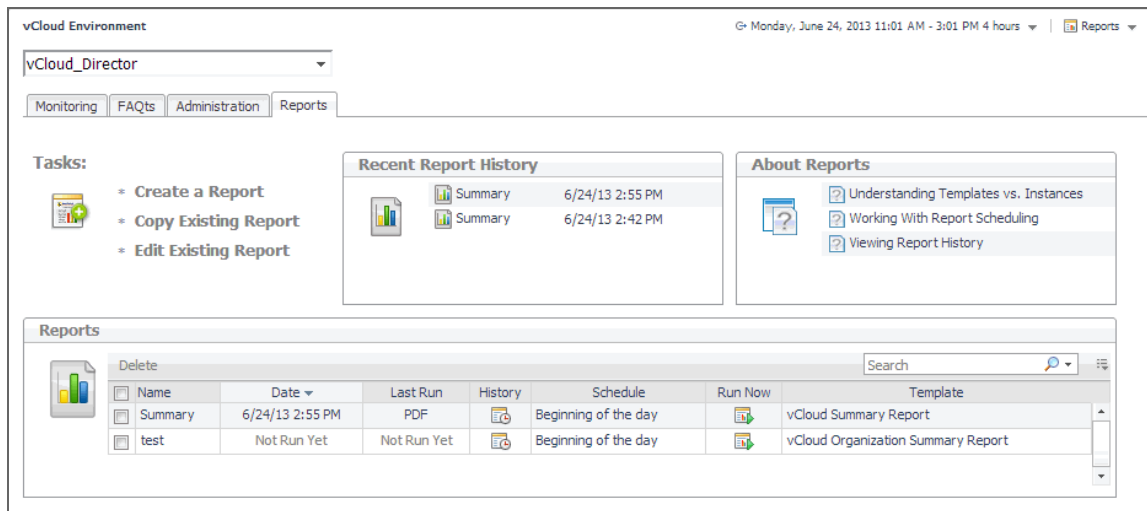 vCloud Environment
Monday, June 24, 2013 11:01 AM - 3:01 PM 4 hours | Reports
vCloud_Director
Monitoring FAQts Administration Reports
Tasks:
* Create a Report
* Copy Existing Report
* Edit Existing Report
Recent Report History
Summary 6/24/13 2:55 PM
Summary 6/24/13 2:42 PM
About Reports
Understanding Templates vs. Instances
Working With Report Scheduling
Viewing Report History
Reports
Delete Search
Name Date Last Run History Schedule Run Now Template
Summary 6/24/13 2:55 PM PDF Beginning of the day vCloud Summary Report
test Not Run Yet Not Run Yet Beginning of the day vCloud Organization Summary Report